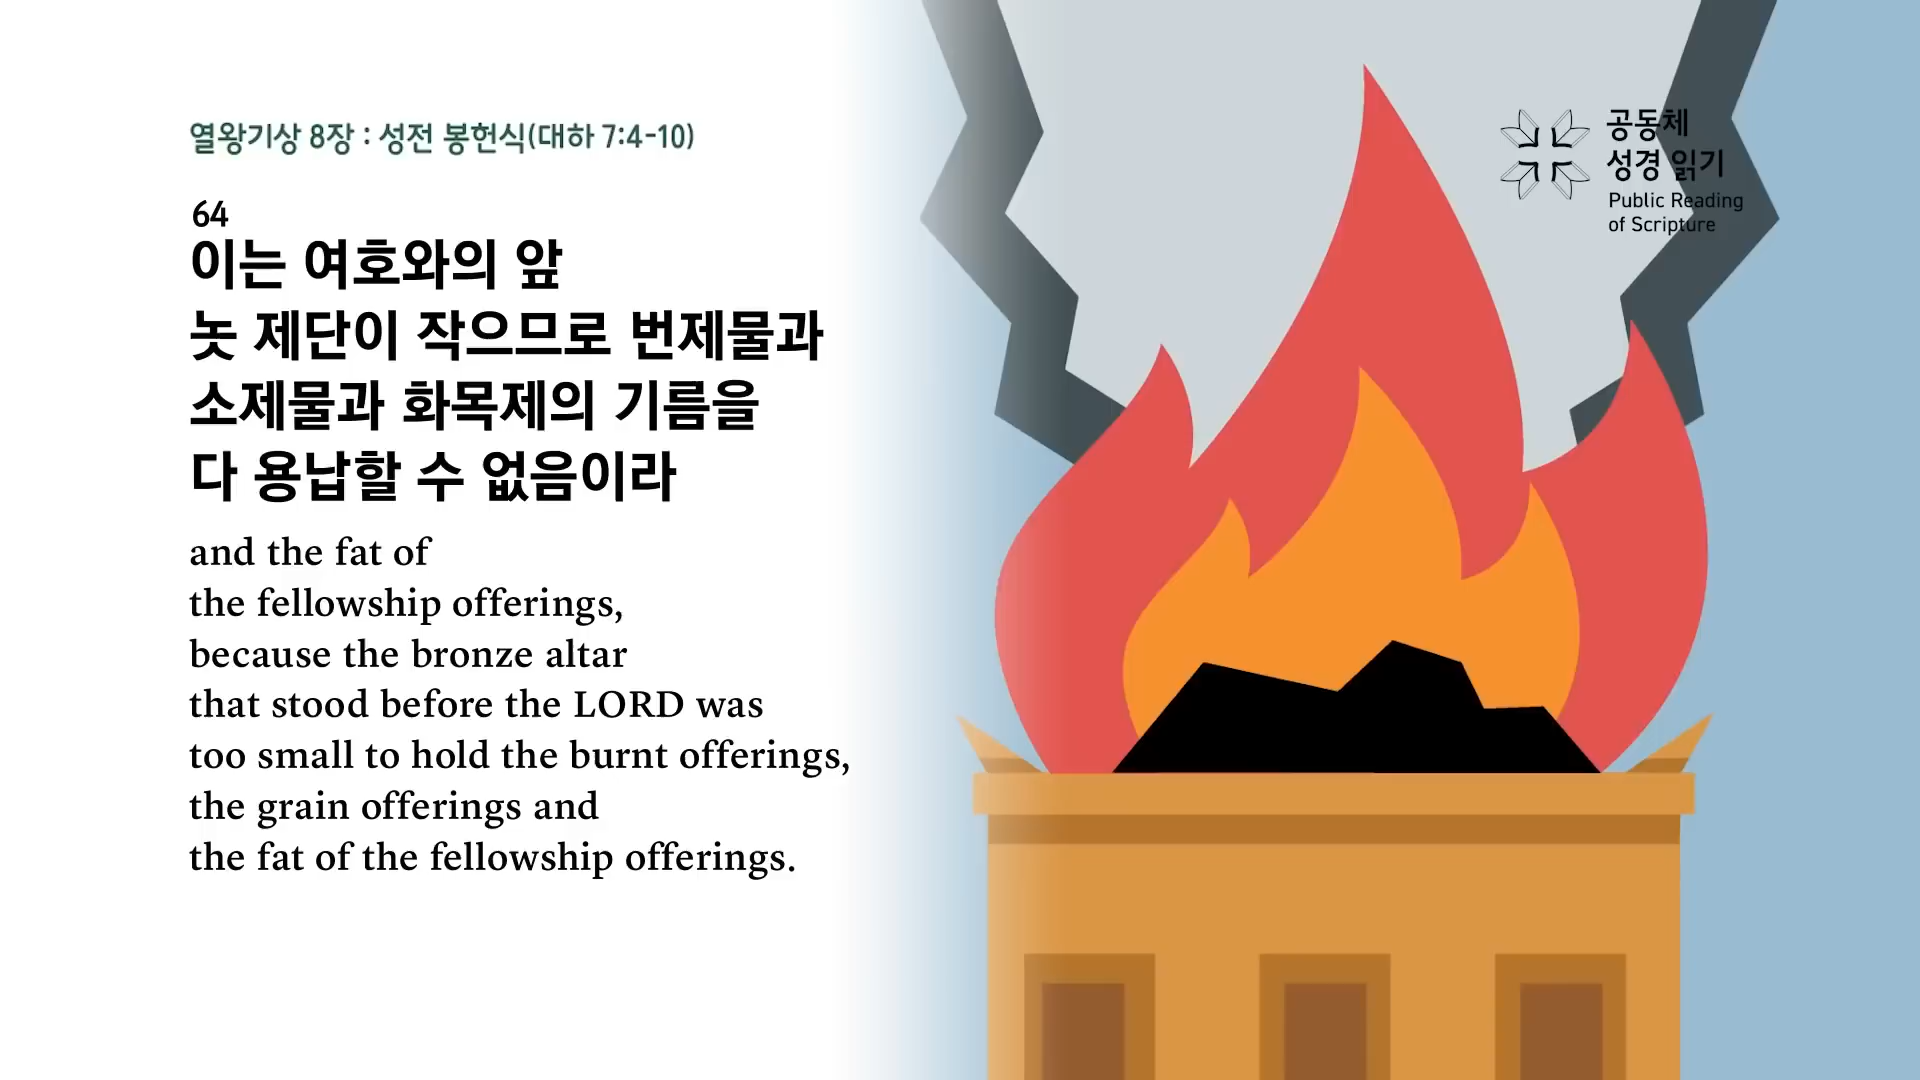 열왕기상 8장 : 성전 봉헌식(대하 7:4-10)
64
이는 여호와의 앞
놋 제단이 작으므로 번제물과
소제물과 화목제의 기름을
다 용납할 수 없음이라
and the fat of
the fellowship offerings,
because the bronze altar
that stood before the LORD was
too small to hold the burnt offerings,
the grain offerings and
the fat of the fellowship offerings.
공동체
성경 읽기
Public Reading
of Scripture